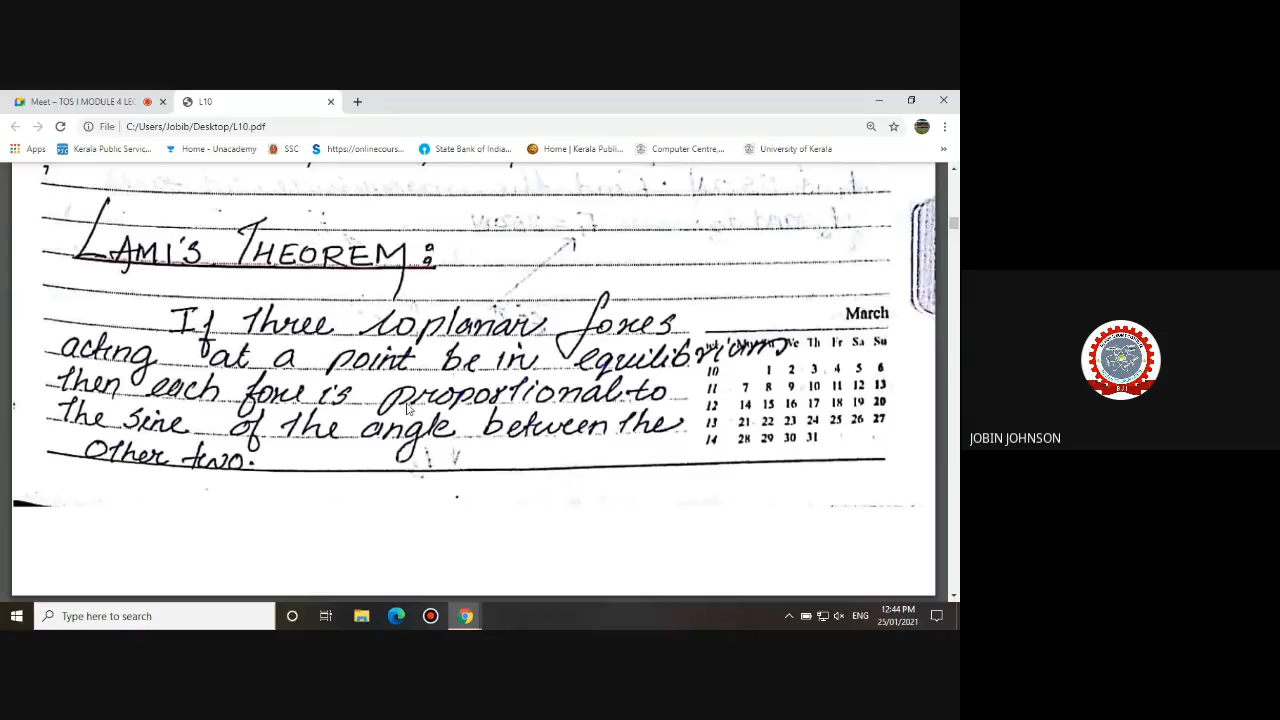 Meet – TOS I MODULE 4 LEC
L10
File
C:/Users/Jobib/Desktop/L10.pdf
Apps
Kerala Public Servic...
Home - Unacademy
SSC
https://onlinecours...
State Bank of India...
Home | Kerala Publi...
Computer Centre,...
University of Kerala
»
LAMI'S THEOREM:
If three coplanar forces
acting at a point be in equilibrium
then, each force is proportional to
the sine of the angle between the
Other two.
March
We Th Fr Sa Su
10 1 2 3 4 5 6
11 7 8 9 10 11 12 13
12 14 15 16 17 18 19 20
13 21 22 23 24 25 26 27
14 28 29 30 31
JOBIN JOHNSON
BJI
Type here to search
ENG
12:44 PM
25/01/2021